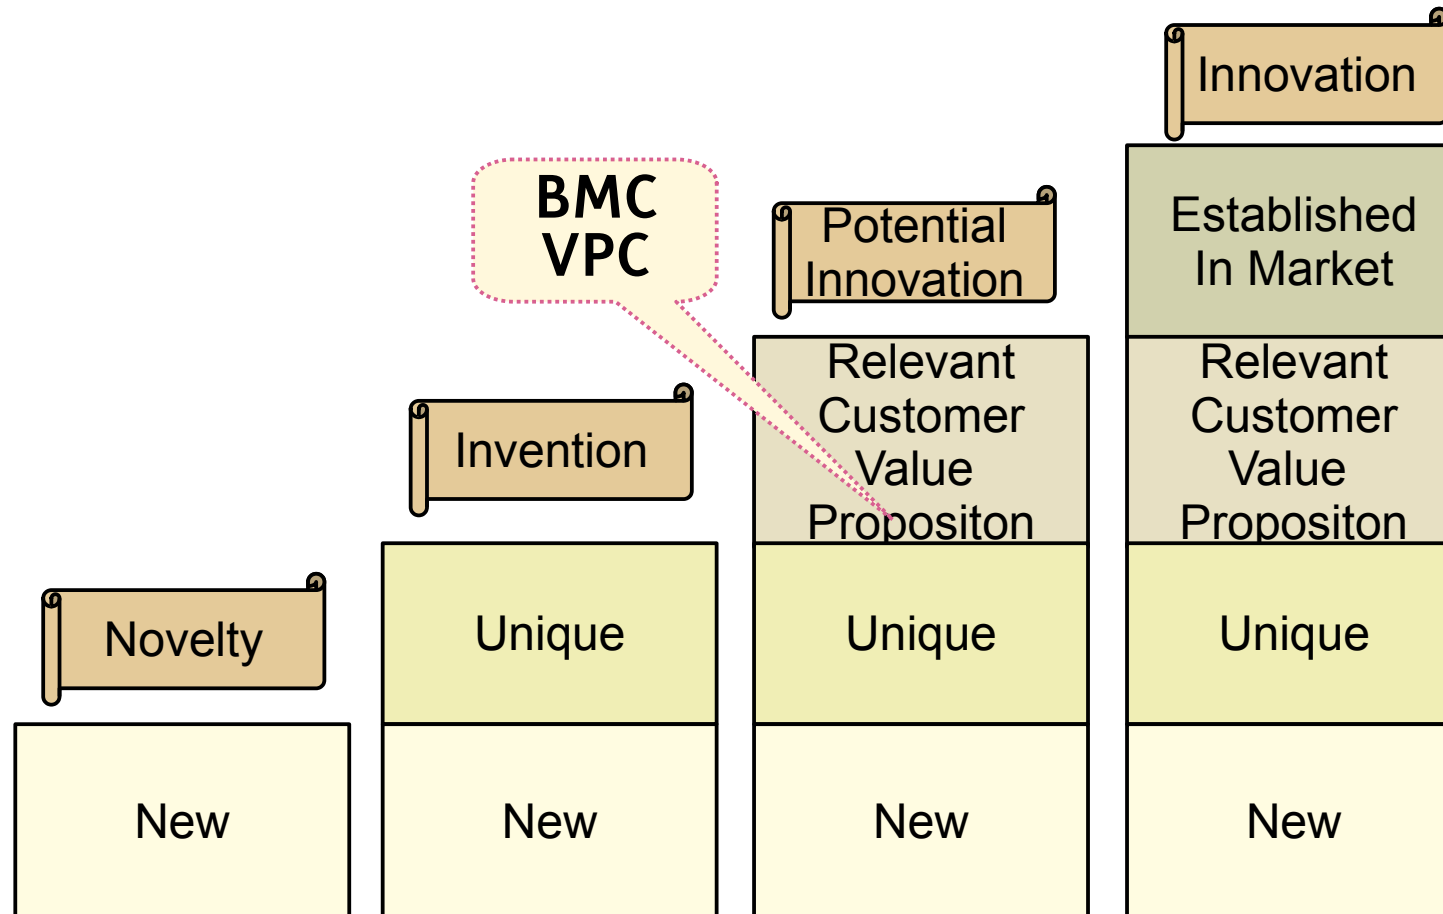 Innovation
BMC
VPC
Potential
Innovation
Established
In Market
Invention
Relevant
Customer
Value
Propositon
Relevant
Customer
Value
Propositon
Novelty
Unique
Unique
Unique
New
New
New
New